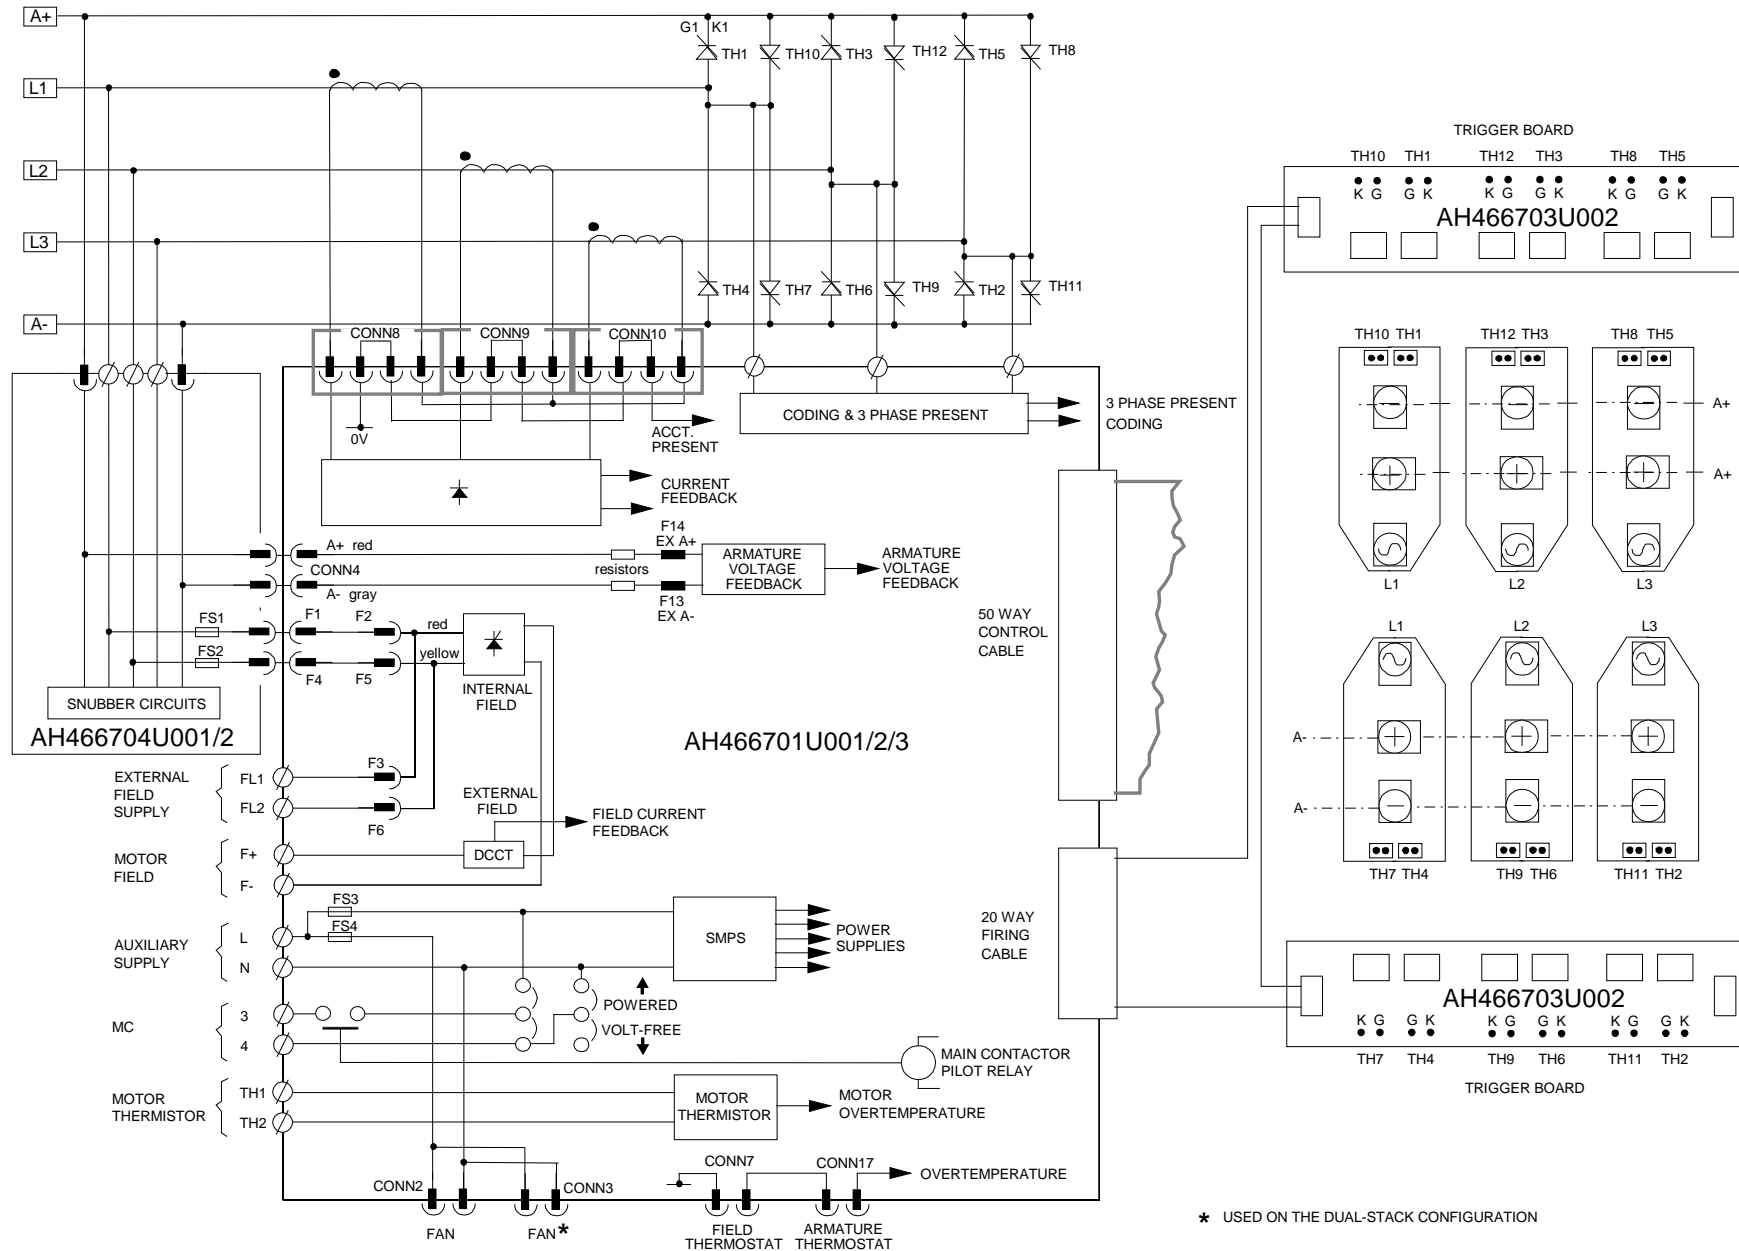 A+
G1 K1
TH1 TH10 TH3 TH12 TH5 TH8
L1
L2
L3
TH4 TH7 TH6 TH9 TH2 TH11
A-
CONN8 CONN9 CONN10
0V
ACCT.
PRESENT
CODING & 3 PHASE PRESENT
3 PHASE PRESENT
CODING
CURRENT
FEEDBACK
A+ red
CONN4
A- gray
resistors
F14
EX A+
F13
EX A-
ARMATURE
VOLTAGE
FEEDBACK
ARMATURE
VOLTAGE
FEEDBACK
FS1
FS2
F1 F2
F4 F5
red
yellow
INTERNAL
FIELD
SNUBBER CIRCUITS
AH466704U001/2
AH466701U001/2/3
50 WAY
CONTROL
CABLE
EXTERNAL
FIELD
SUPPLY
FL1
FL2
F3
F6
EXTERNAL
FIELD
FIELD CURRENT
FEEDBACK
DCCT
MOTOR
FIELD
F+
F-
AUXILIARY
SUPPLY
L
N
FS3
FS4
SMPS
POWER
SUPPLIES
20 WAY
FIRING
CABLE
MC
3
4
POWERED
VOLT-FREE
MAIN CONTACTOR
PILOT RELAY
MOTOR
THERMISTOR
TH1
TH2
MOTOR
THERMISTOR
MOTOR
OVERTEMPERATURE
CONN2
CONN3
CONN7
CONN17
OVERTEMPERATURE
FAN
FAN*
FIELD
THERMOSTAT
ARMATURE
THERMOSTAT
TRIGGER BOARD
TH10 TH1 TH12 TH3 TH8 TH5
K G G K K G G K K G G K
AH466703U002
TH10 TH1 TH12 TH3 TH8 TH5
A+
A+
L1 L2 L3
L1 L2 L3
A-
A-
TH7 TH4 TH9 TH6 TH11 TH2
AH466703U002
K G G K K G G K K G G K
TH7 TH4 TH9 TH6 TH11 TH2
TRIGGER BOARD
* USED ON THE DUAL-STACK CONFIGURATION